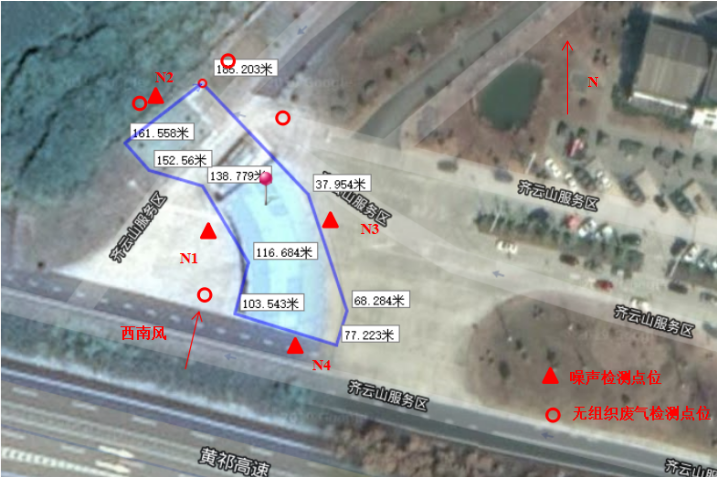 N2
185.203米
N
161.558米
152.56米
138.779米
37.954米
齐云山服务区
齐云山服务区
齐云山服务区
N3
N1
116.684米
103.543米
68.284米
齐云山服务区
西南风
77.223米
N4
噪声检测点位
齐云山服务区
无组织废气检测点位
黄祁高速
齐云山服务区